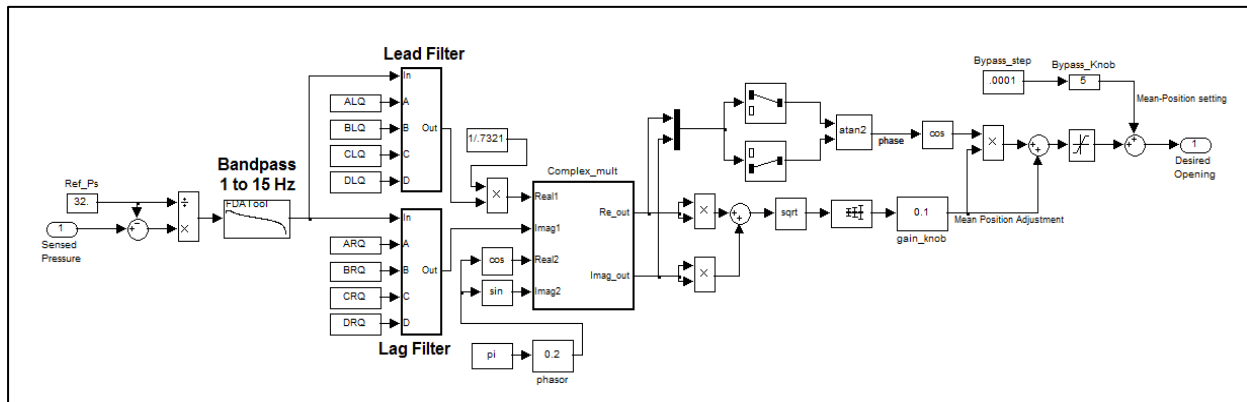 Lead Filter
In
ALQ
A
BLQ
B
Out
CLQ
C
DLQ
D
Bandpass
1 to 15 Hz
FDATool
Ref_Ps
32.
÷
×
−
1
Sensed
Pressure
In
ARQ
A
BRQ
B
Out
CRQ
C
DRQ
D
Lag Filter
1/.7321
×
cos
sin
pi
0.2
phasor
Complex_mult
Real1
Imag1
Real2
Imag2
Re_out
Imag_out
×
×
+
+
sqrt
atan2
phase
cos
0.1
gain_knob
Mean Position Adjustment
×
+
+
Bypass_step
.0001
Bypass_Knob
5
Mean-Position setting
+
+
1
Desired
Opening